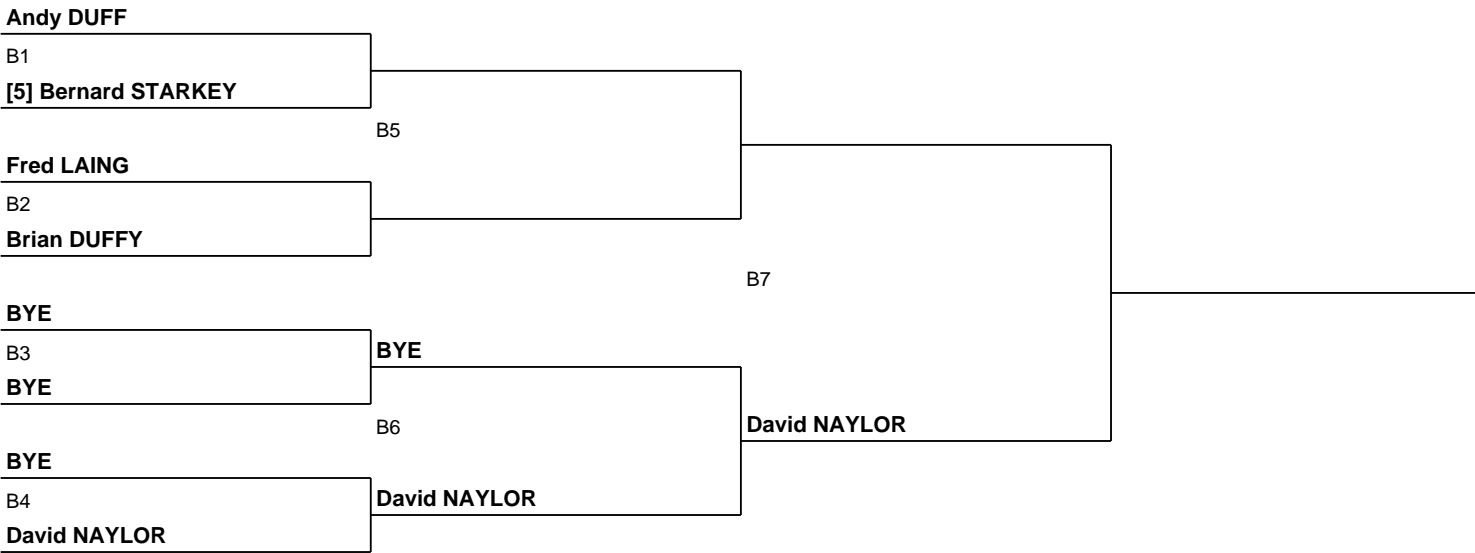 Andy DUFF
B1
[5] Bernard STARKEY
B5
Fred LAING
B2
Brian DUFFY
B7
BYE
B3
BYE
BYE
B6
David NAYLOR
BYE
B4
David NAYLOR
David NAYLOR